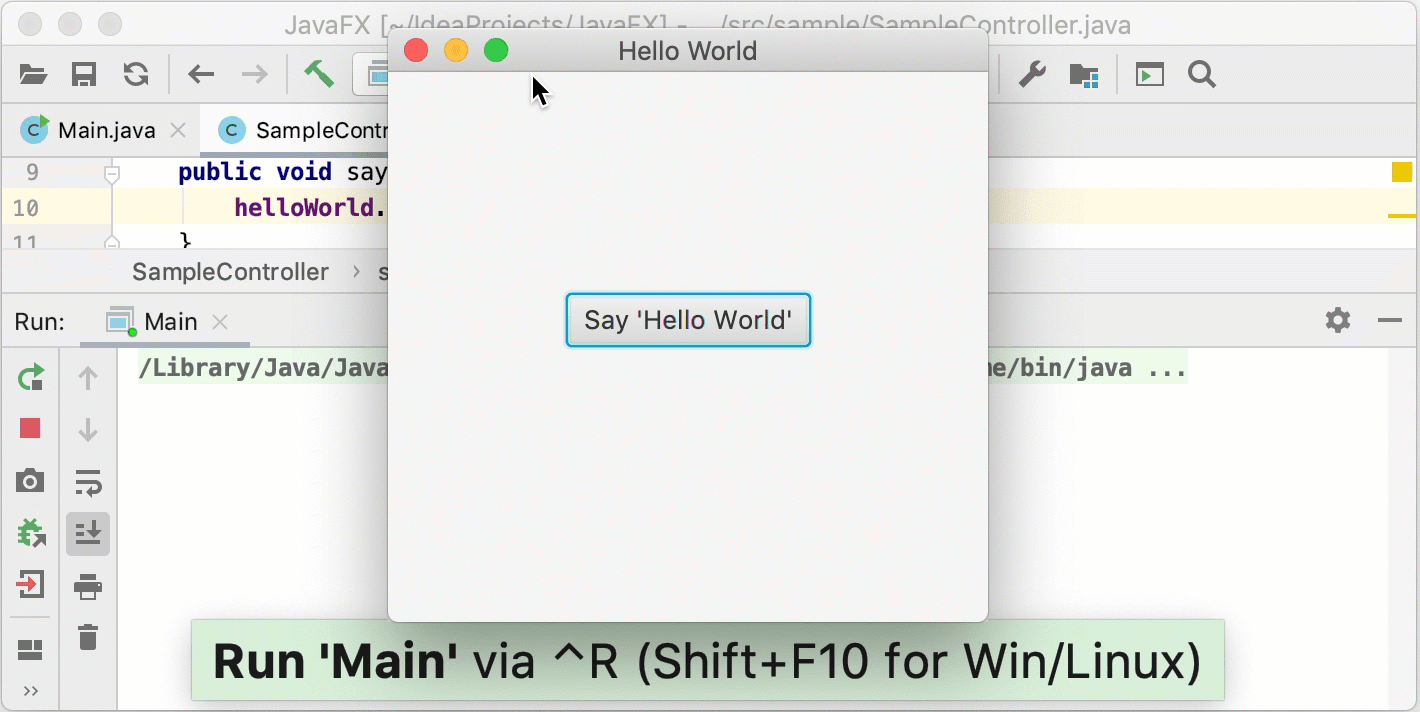 JavaFX [~/IdeaProjects/JavaFX] - .../src/sample/SampleController.java
Hello World
Main.java
SampleContr
9 public void say
10 helloWorld.
11 }
SampleController › s
Say 'Hello World'
Run: Main
/Library/Java/Java
me/bin/java ...
Run 'Main' via ^R (Shift+F10 for Win/Linux)